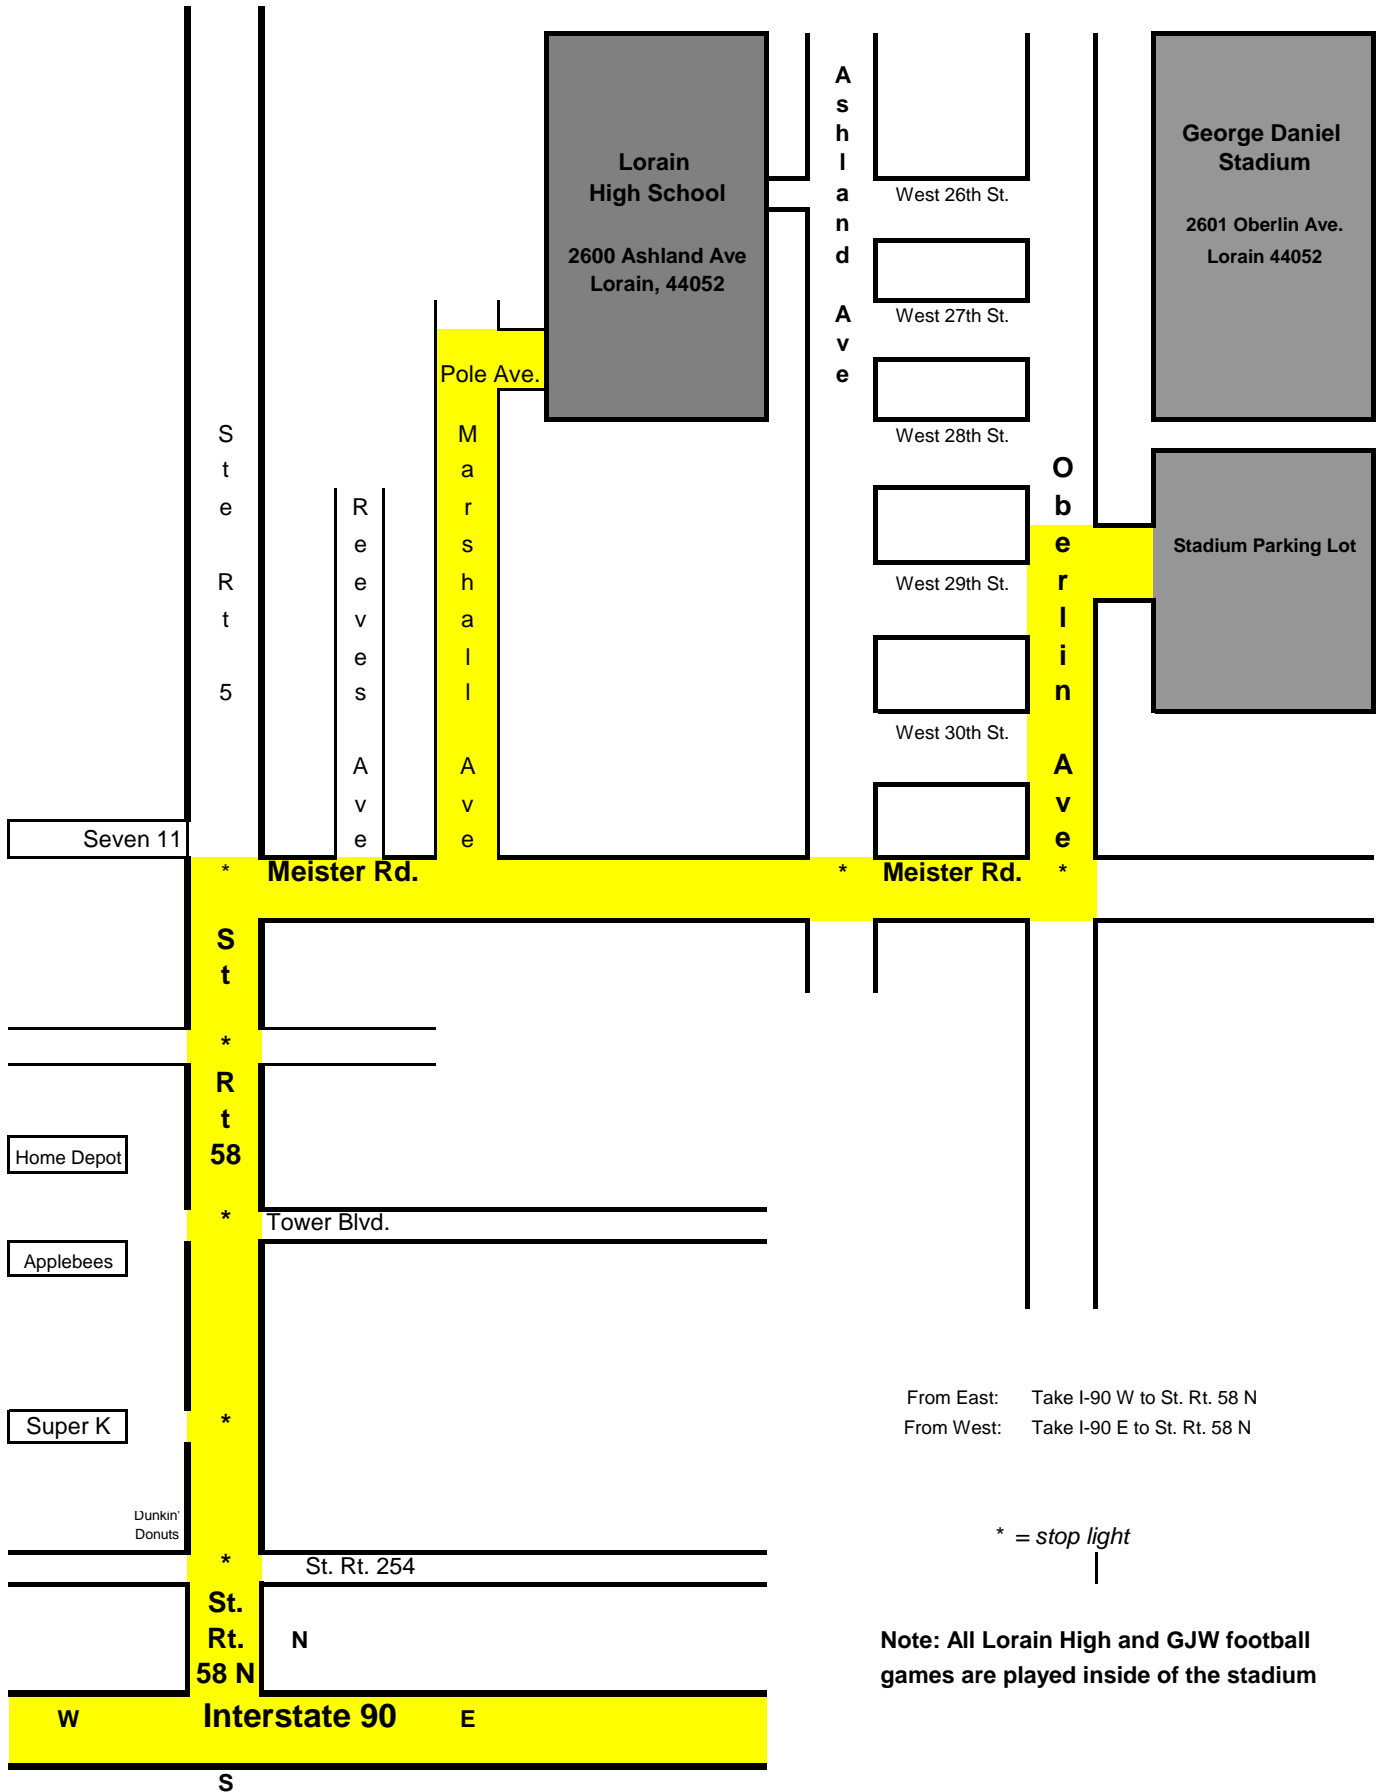 Lorain
High School
2600 Ashland Ave
Lorain, 44052
Ashland Ave
George Daniel
Stadium
2601 Oberlin Ave.
Lorain 44052
West 26th St.
West 27th St.
West 28th St.
West 29th St.
West 30th St.
Pole Ave.
Ste Rt 5
Reeves Ave
Marshall Ave
Oberlin Ave
Stadium Parking Lot
Seven 11
* Meister Rd. * Meister Rd. *
St
*
Rt
58
Home Depot
* Tower Blvd.
Applebees
Super K *
From East: Take I-90 W to St. Rt. 58 N
From West: Take I-90 E to St. Rt. 58 N
Dunkin'
Donuts
* = stop light
* St. Rt. 254
St.
Rt.
58 N
N
Note: All Lorain High and GJW football
games are played inside of the stadium
W Interstate 90 E
S